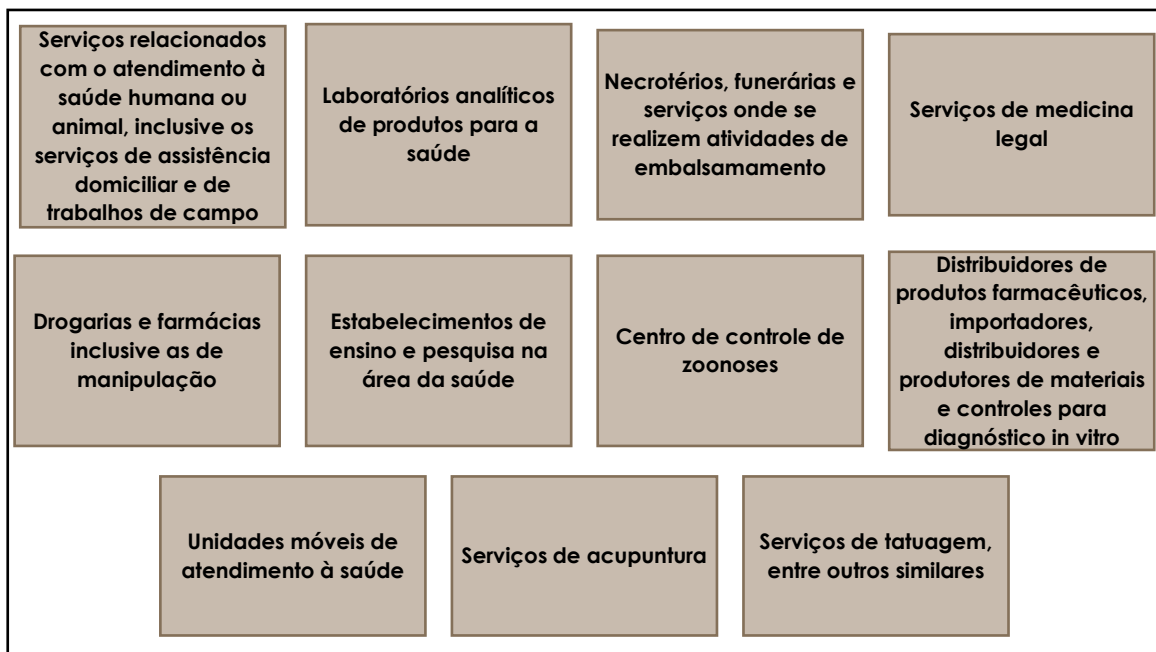 Serviços relacionados
com o atendimento à
saúde humana ou
animal, inclusive os
serviços de assistência
domiciliar e de
trabalhos de campo
Laboratórios analíticos
de produtos para a
saúde
Necrotérios, funerárias e
serviços onde se
realizem atividades de
embalsamamento
Serviços de medicina
legal
Drogarias e farmácias
inclusive as de
manipulação
Estabelecimentos de
ensino e pesquisa na
área da saúde
Centro de controle de
zoonoses
Distribuidores de
produtos farmacêuticos,
importadores,
distribuidores e
produtores de materiais
e controles para
diagnóstico in vitro
Unidades móveis de
atendimento à saúde
Serviços de acupuntura
Serviços de tatuagem,
entre outros similares